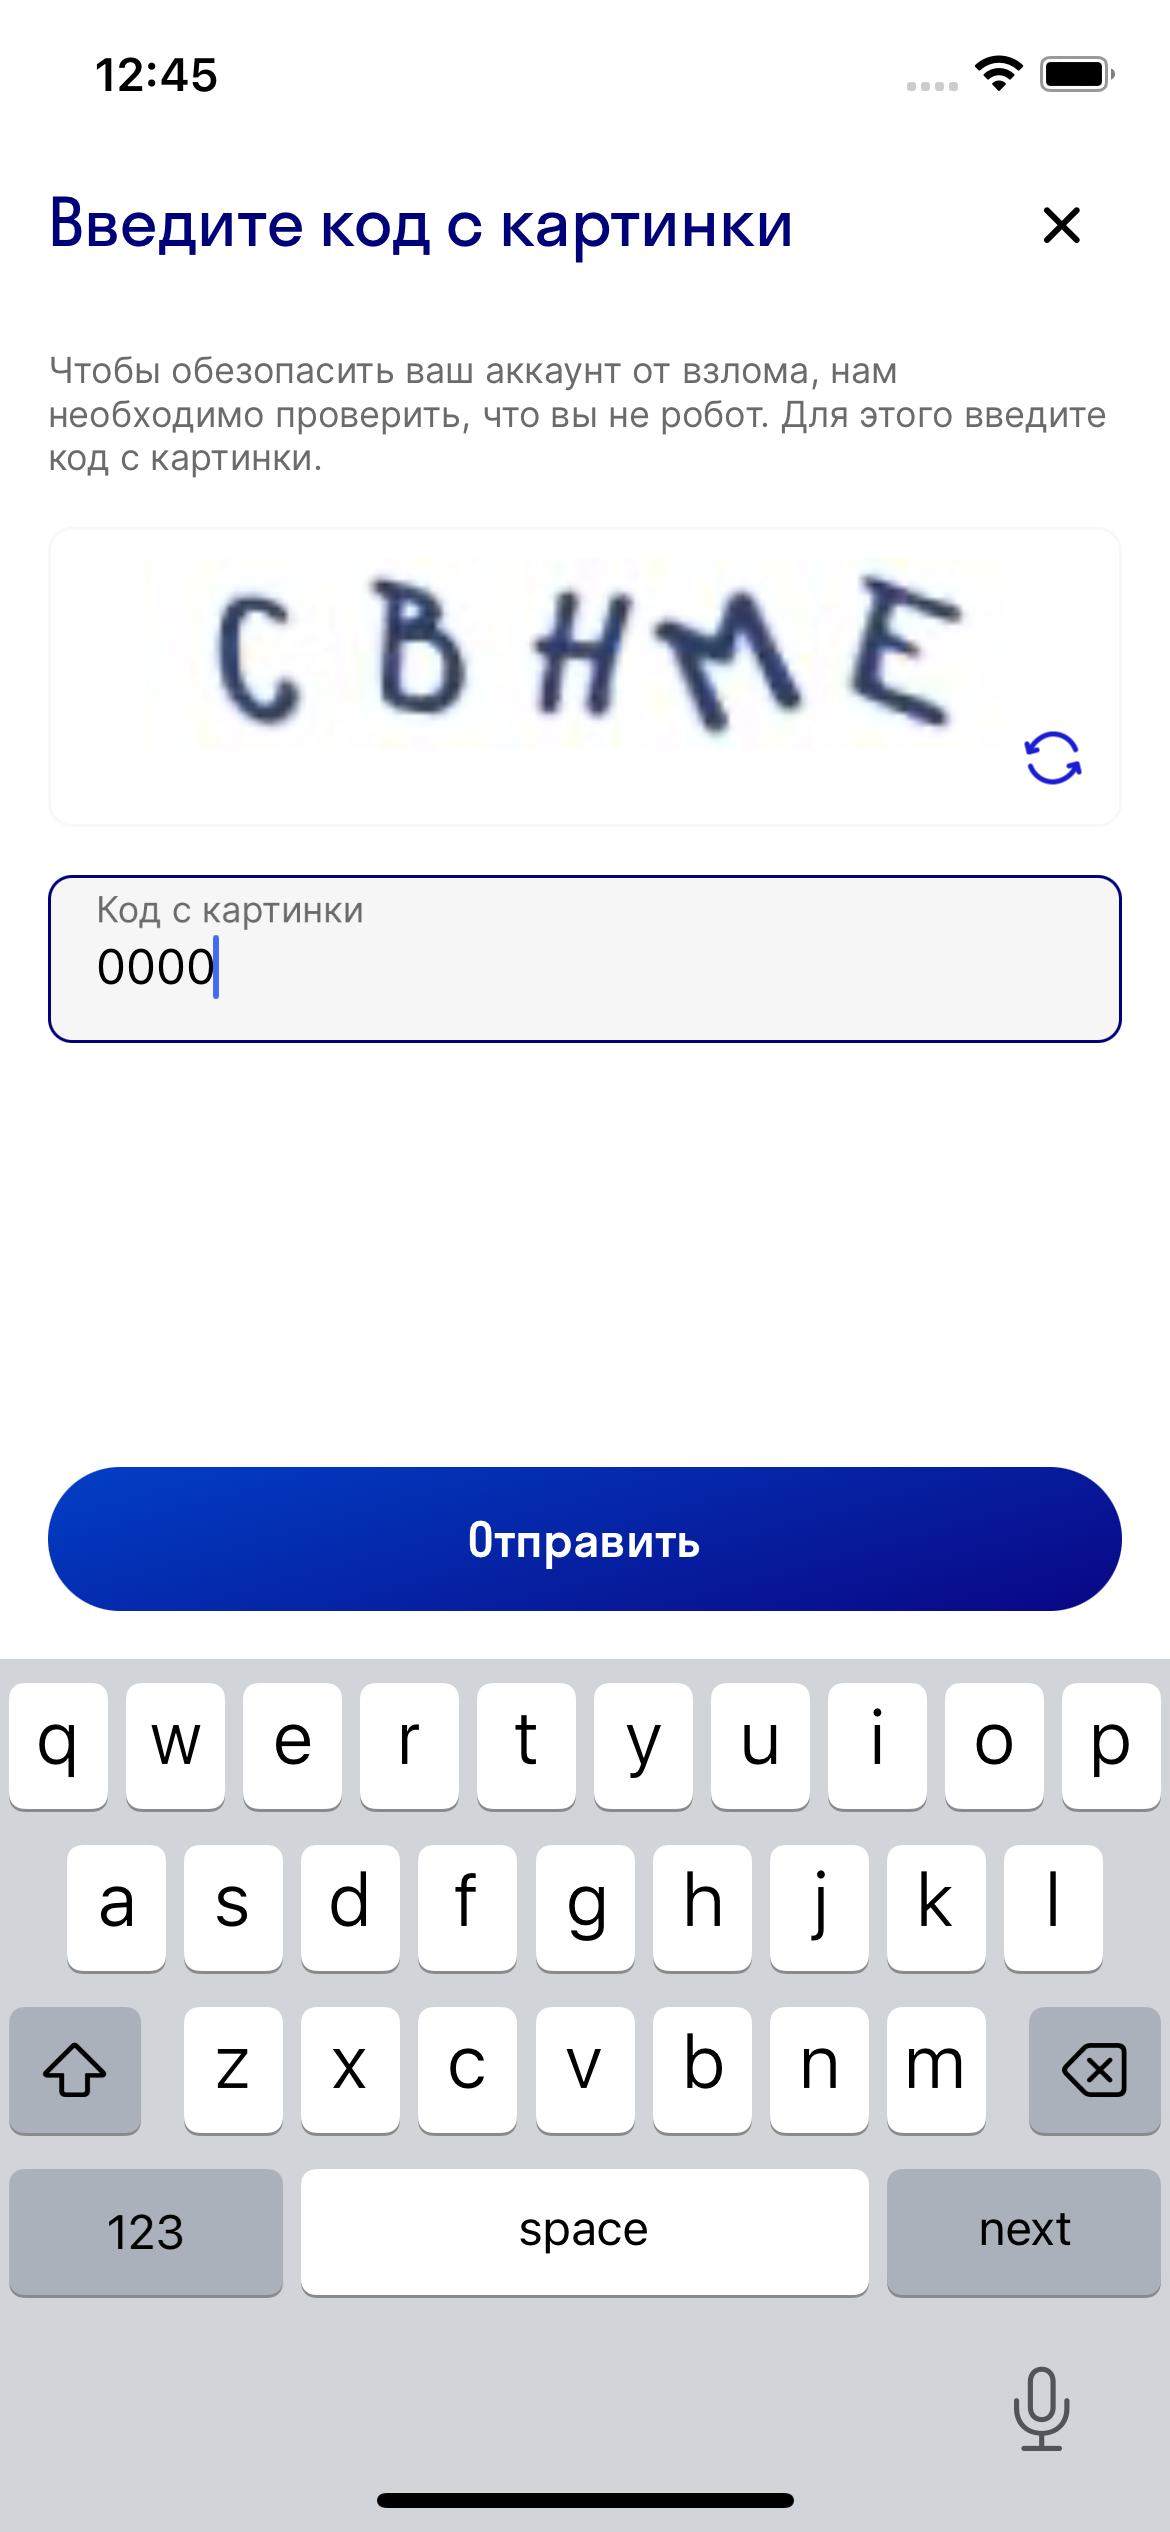 12:45
Введите код с картинки
Чтобы обезопасить ваш аккаунт от взлома, нам
необходимо проверить, что вы не робот. Для этого введите
код с картинки.
СВНМЕ
Код с картинки
0000
Отправить
q w e r t y u i o p
a s d f g h j k l
z x c v b n m
123 space next